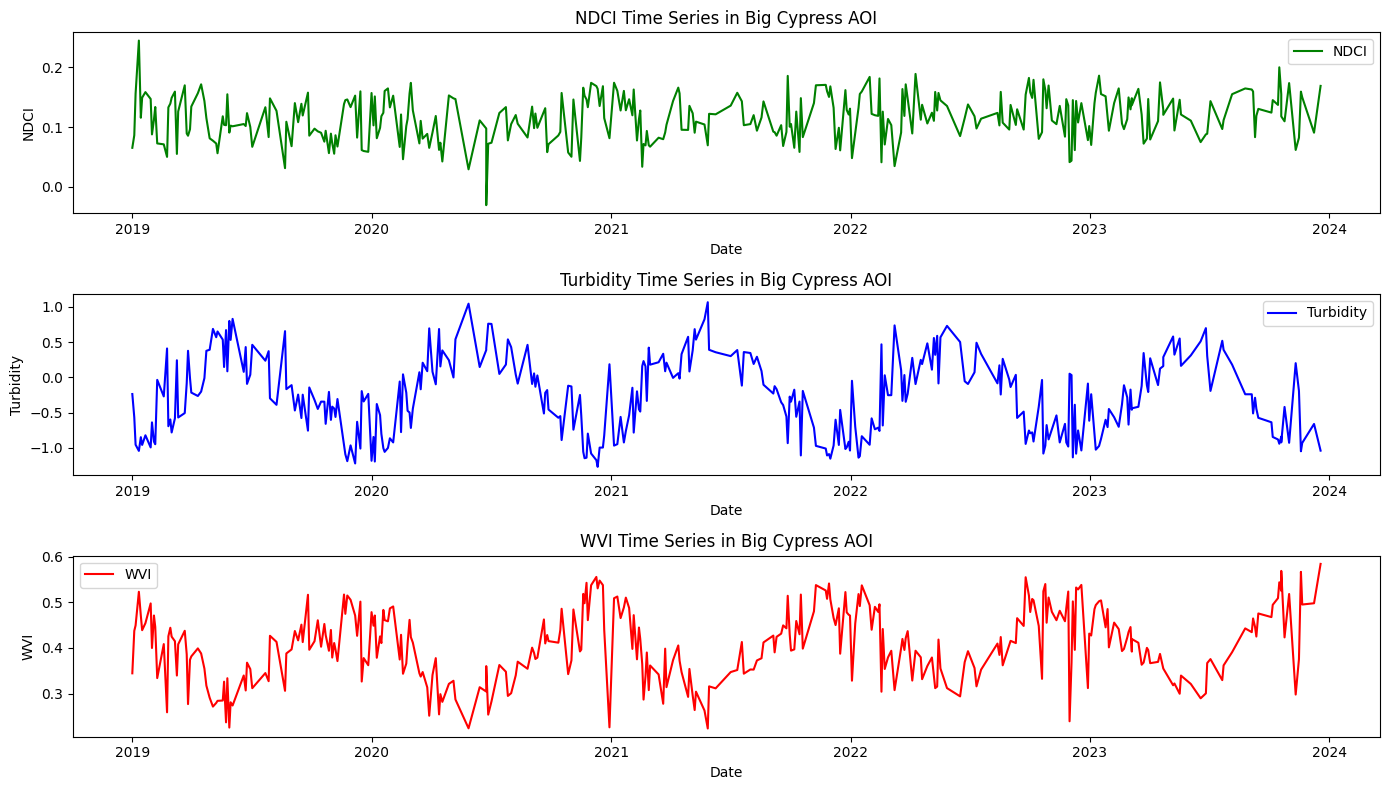 NDCI Time Series in Big Cypress AOI
NDCI
0.2
0.1
0.0
NDCI
2019 2020 2021 2022 2023 2024
Date
Turbidity Time Series in Big Cypress AOI
Turbidity
1.0
0.5
0.0
−0.5
−1.0
Turbidity
2019 2020 2021 2022 2023 2024
Date
WVI Time Series in Big Cypress AOI
WVI
0.6
0.5
0.4
0.3
WVI
2019 2020 2021 2022 2023 2024
Date